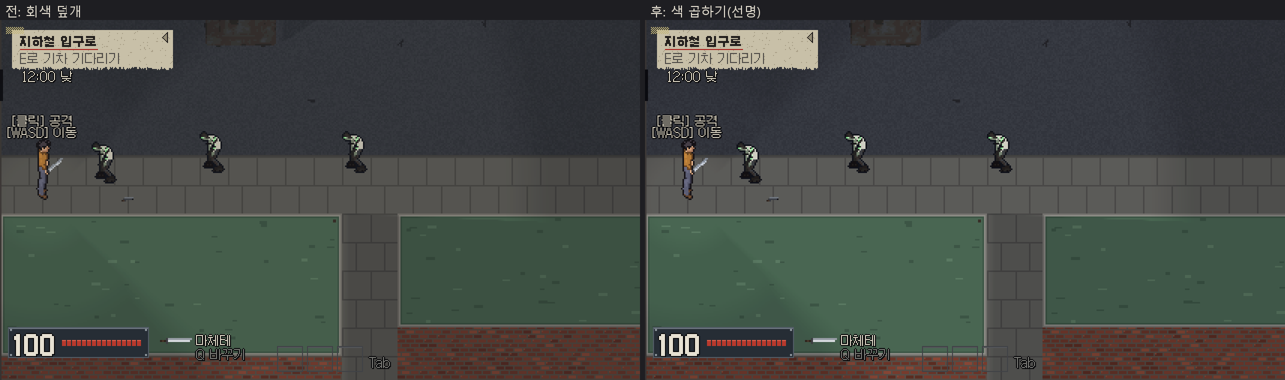 전: 회색 덮개
지하철 입구로
E로 기차 기다리기
12:00 낮
[클릭] 공격
[WASD] 이동
100
마체테
Q 바꾸기
Tab
후: 색 곱하기(선명)
지하철 입구로
E로 기차 기다리기
12:00 낮
[클릭] 공격
[WASD] 이동
100
마체테
Q 바꾸기
Tab